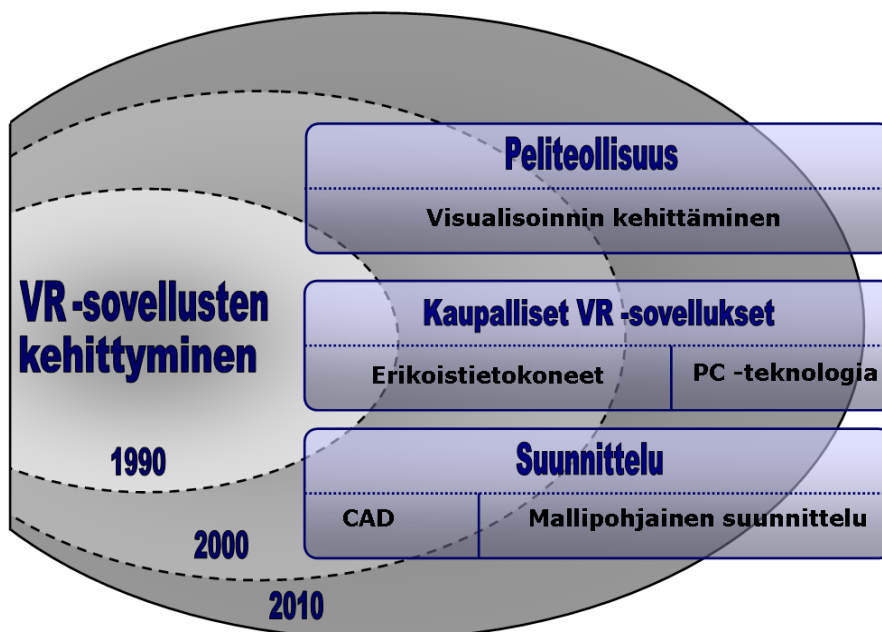 Peliteollisuus
Visualisoinnin kehittäminen
VR -sovellusten
kehittyminen
Kaupalliset VR -sovellukset
Erikoistietokoneet
PC -teknologia
1990
Suunnittelu
CAD
Mallipohjainen suunnittelu
2000
2010